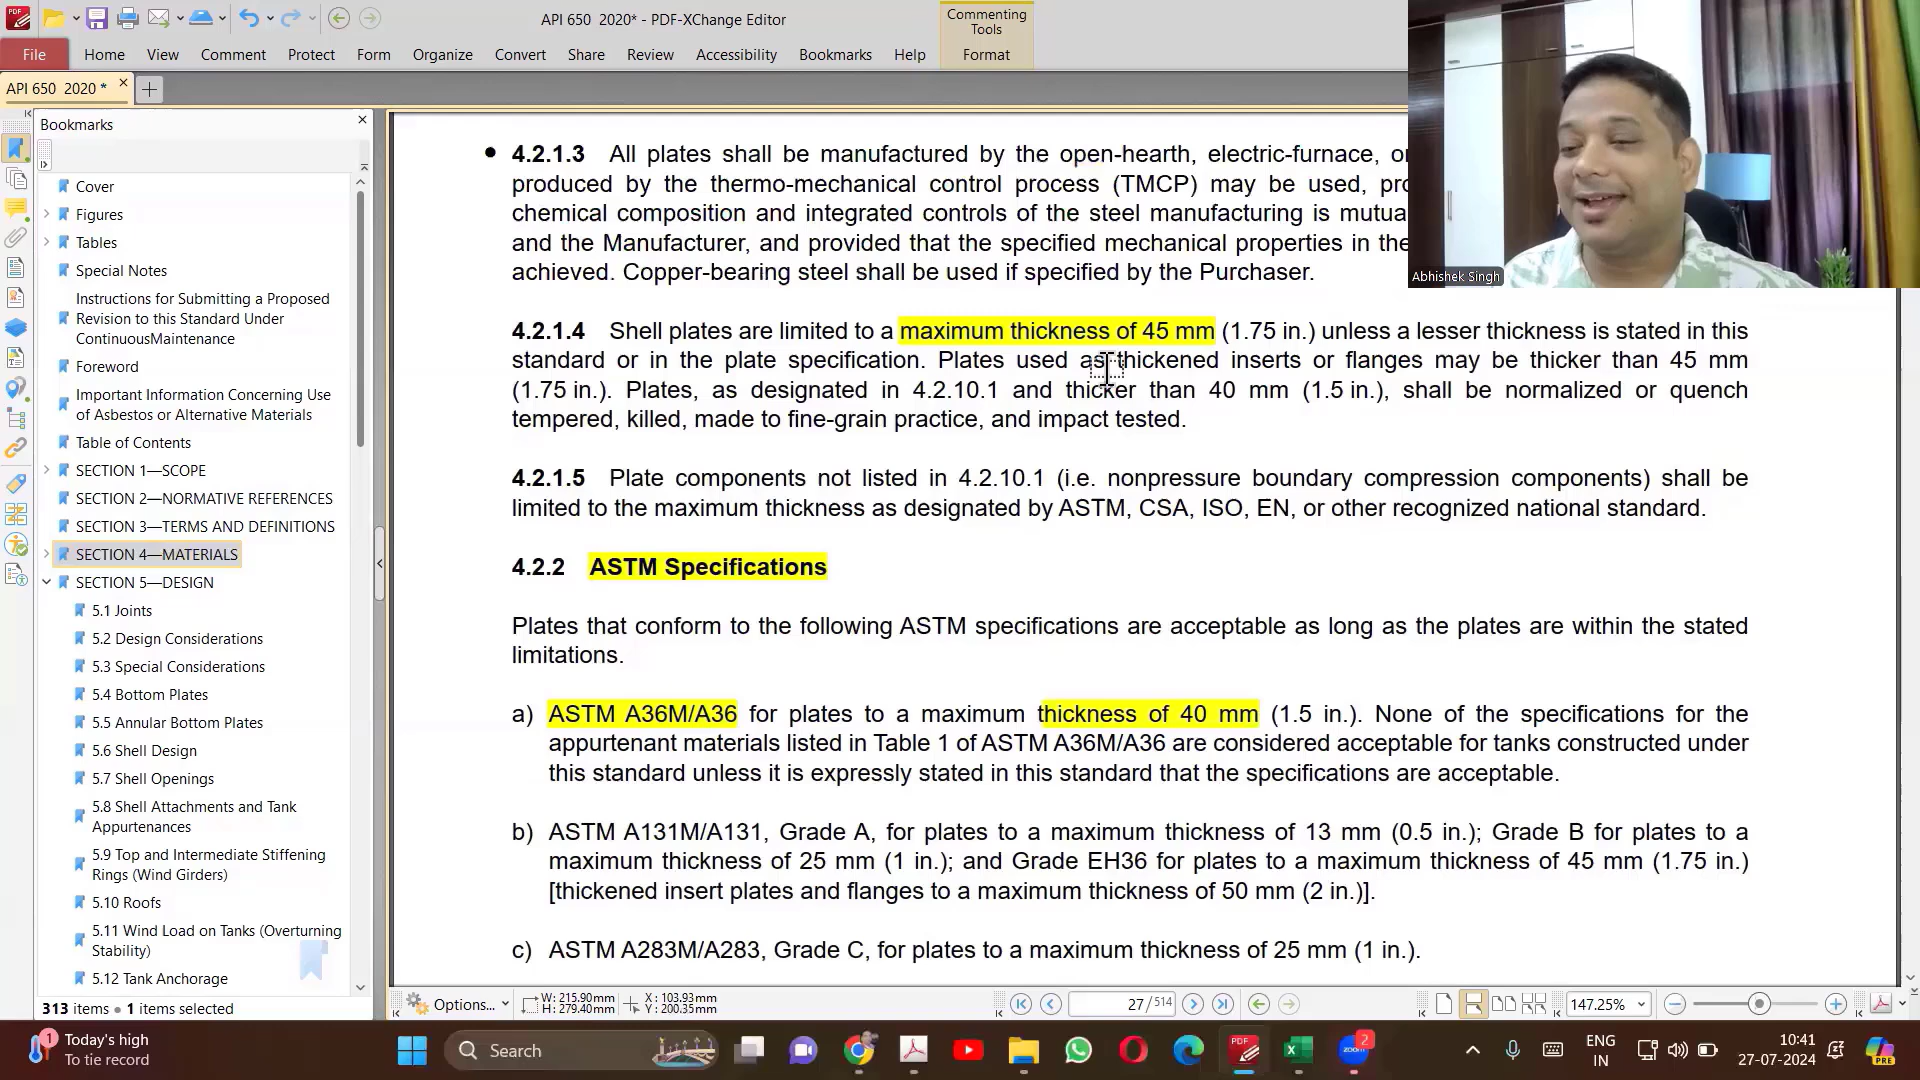 API 650 2020* - PDF-XChange Editor
Commenting
Tools
File
Home
View
Comment
Protect
Form
Organize
Convert
Share
Review
Accessibility
Bookmarks
Help
Format
API 650 2020 *
Bookmarks
Cover
Figures
Tables
Special Notes
Instructions for Submitting a Proposed
Revision to this Standard Under
ContinuousMaintenance
Foreword
Important Information Concerning Use
of Asbestos or Alternative Materials
Table of Contents
SECTION 1—SCOPE
SECTION 2—NORMATIVE REFERENCES
SECTION 3—TERMS AND DEFINITIONS
SECTION 4—MATERIALS
SECTION 5—DESIGN
5.1 Joints
5.2 Design Considerations
5.3 Special Considerations
5.4 Bottom Plates
5.5 Annular Bottom Plates
5.6 Shell Design
5.7 Shell Openings
5.8 Shell Attachments and Tank
Appurtenances
5.9 Top and Intermediate Stiffening
Rings (Wind Girders)
5.10 Roofs
5.11 Wind Load on Tanks (Overturning
Stability)
5.12 Tank Anchorage
313 items • 1 items selected
• 4.2.1.3 All plates shall be manufactured by the open-hearth, electric-furnace, or
produced by the thermo-mechanical control process (TMCP) may be used, pro
chemical composition and integrated controls of the steel manufacturing is mutua
and the Manufacturer, and provided that the specified mechanical properties in the
achieved. Copper-bearing steel shall be used if specified by the Purchaser.
4.2.1.4 Shell plates are limited to a maximum thickness of 45 mm (1.75 in.) unless a lesser thickness is stated in this
standard or in the plate specification. Plates used as thickened inserts or flanges may be thicker than 45 mm
(1.75 in.). Plates, as designated in 4.2.10.1 and thicker than 40 mm (1.5 in.), shall be normalized or quench
tempered, killed, made to fine-grain practice, and impact tested.
4.2.1.5 Plate components not listed in 4.2.10.1 (i.e. nonpressure boundary compression components) shall be
limited to the maximum thickness as designated by ASTM, CSA, ISO, EN, or other recognized national standard.
4.2.2 ASTM Specifications
Plates that conform to the following ASTM specifications are acceptable as long as the plates are within the stated
limitations.
a) ASTM A36M/A36 for plates to a maximum thickness of 40 mm (1.5 in.). None of the specifications for the
appurtenant materials listed in Table 1 of ASTM A36M/A36 are considered acceptable for tanks constructed under
this standard unless it is expressly stated in this standard that the specifications are acceptable.
b) ASTM A131M/A131, Grade A, for plates to a maximum thickness of 13 mm (0.5 in.); Grade B for plates to a
maximum thickness of 25 mm (1 in.); and Grade EH36 for plates to a maximum thickness of 45 mm (1.75 in.)
[thickened insert plates and flanges to a maximum thickness of 50 mm (2 in.)].
c) ASTM A283M/A283, Grade C, for plates to a maximum thickness of 25 mm (1 in.).
Abhishek Singh
Options...
W: 215.90mm
H: 279.40mm
X: 103.93mm
Y: 200.35mm
27 / 514
147.25%
1
Today's high
To tie record
Search
PDF
zoom
2
ENG
IN
10:41
27-07-2024
PRE